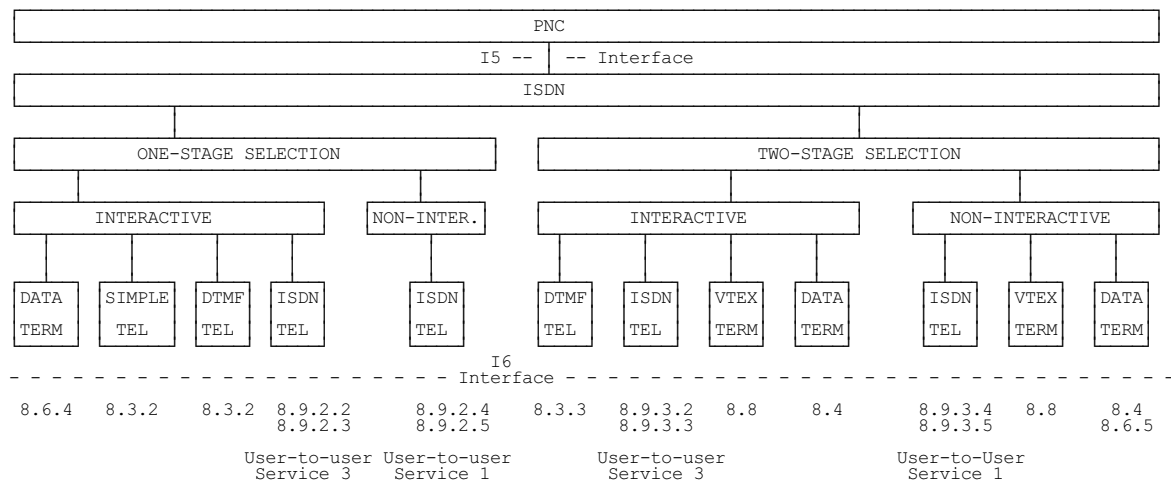 PNC
I5 -- -- Interface
ISDN
ONE-STAGE SELECTION TWO-STAGE SELECTION
INTERACTIVE NON-INTER. INTERACTIVE NON-INTERACTIVE
DATA SIMPLE DTMF ISDN ISDN DTMF ISDN VTEX DATA ISDN VTEX DATA
TERM TEL TEL TEL TEL TEL TEL TERM TERM TEL TERM TERM
I6
- - - - - - - - - - - - - - - - - - - - - Interface - - - - - - - - - - - - - - - - - - - - - - - - - - - - -
8.6.4 8.3.2 8.3.2 8.9.2.2 8.9.2.4 8.3.3 8.9.3.2 8.8 8.4 8.9.3.4 8.8 8.4
8.9.2.3 8.9.2.5 8.9.3.3 8.9.3.5 8.6.5
User-to-user User-to-user User-to-user User-to-User
Service 3 Service 1 Service 3 Service 1